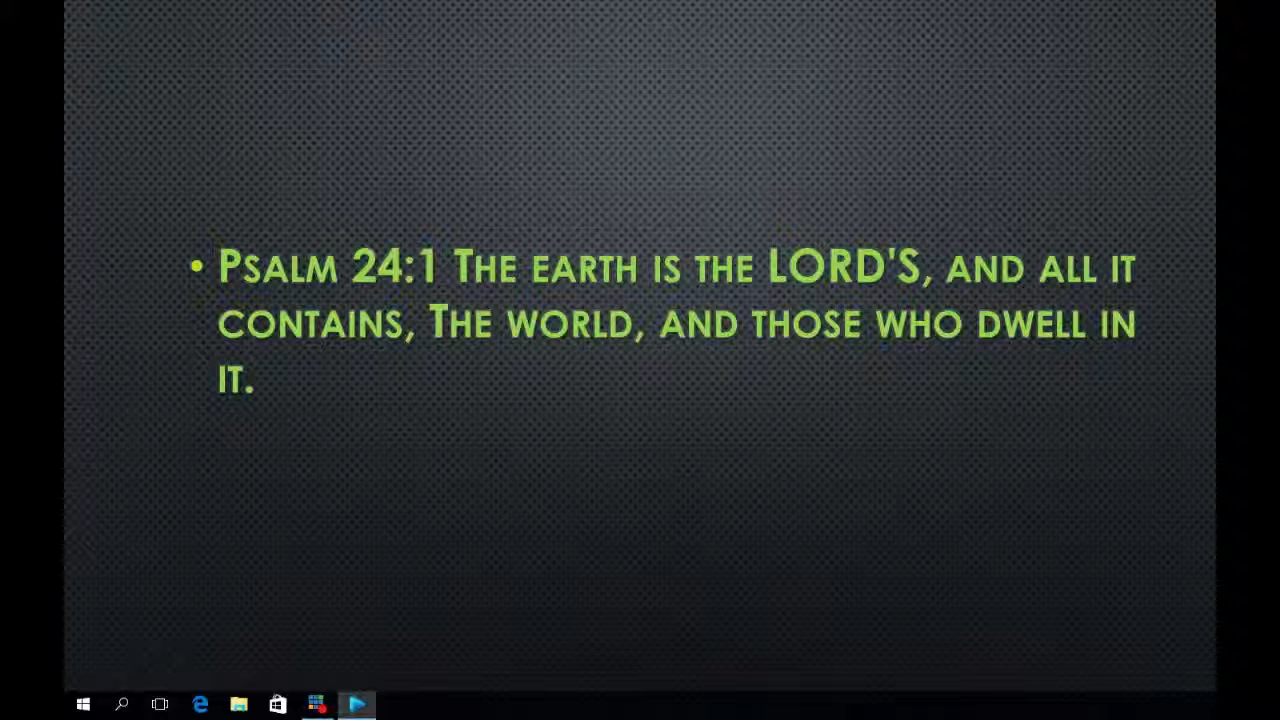 • Psalm 24:1 The earth is the LORD'S, and all it
contains, The world, and those who dwell in
it.